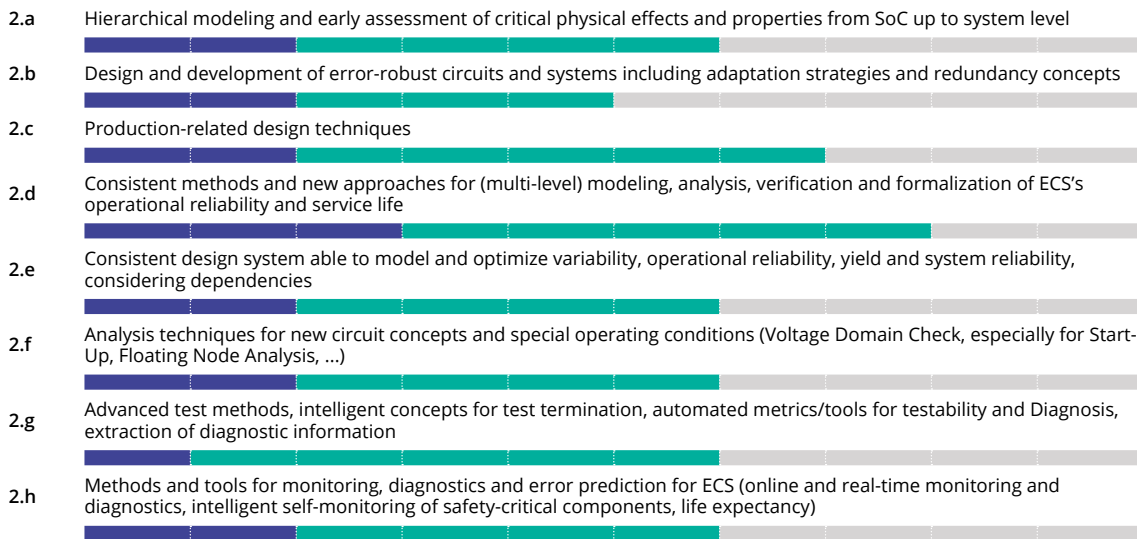 2.a Hierarchical modeling and early assessment of critical physical effects and properties from SoC up to system level
2.b Design and development of error-robust circuits and systems including adaptation strategies and redundancy concepts
2.c Production-related design techniques
2.d Consistent methods and new approaches for (multi-level) modeling, analysis, verification and formalization of ECS's
operational reliability and service life
2.e Consistent design system able to model and optimize variability, operational reliability, yield and system reliability,
considering dependencies
2.f Analysis techniques for new circuit concepts and special operating conditions (Voltage Domain Check, especially for Start-
Up, Floating Node Analysis, ...)
2.g Advanced test methods, intelligent concepts for test termination, automated metrics/tools for testability and Diagnosis,
extraction of diagnostic information
2.h Methods and tools for monitoring, diagnostics and error prediction for ECS (online and real-time monitoring and
diagnostics, intelligent self-monitoring of safety-critical components, life expectancy)